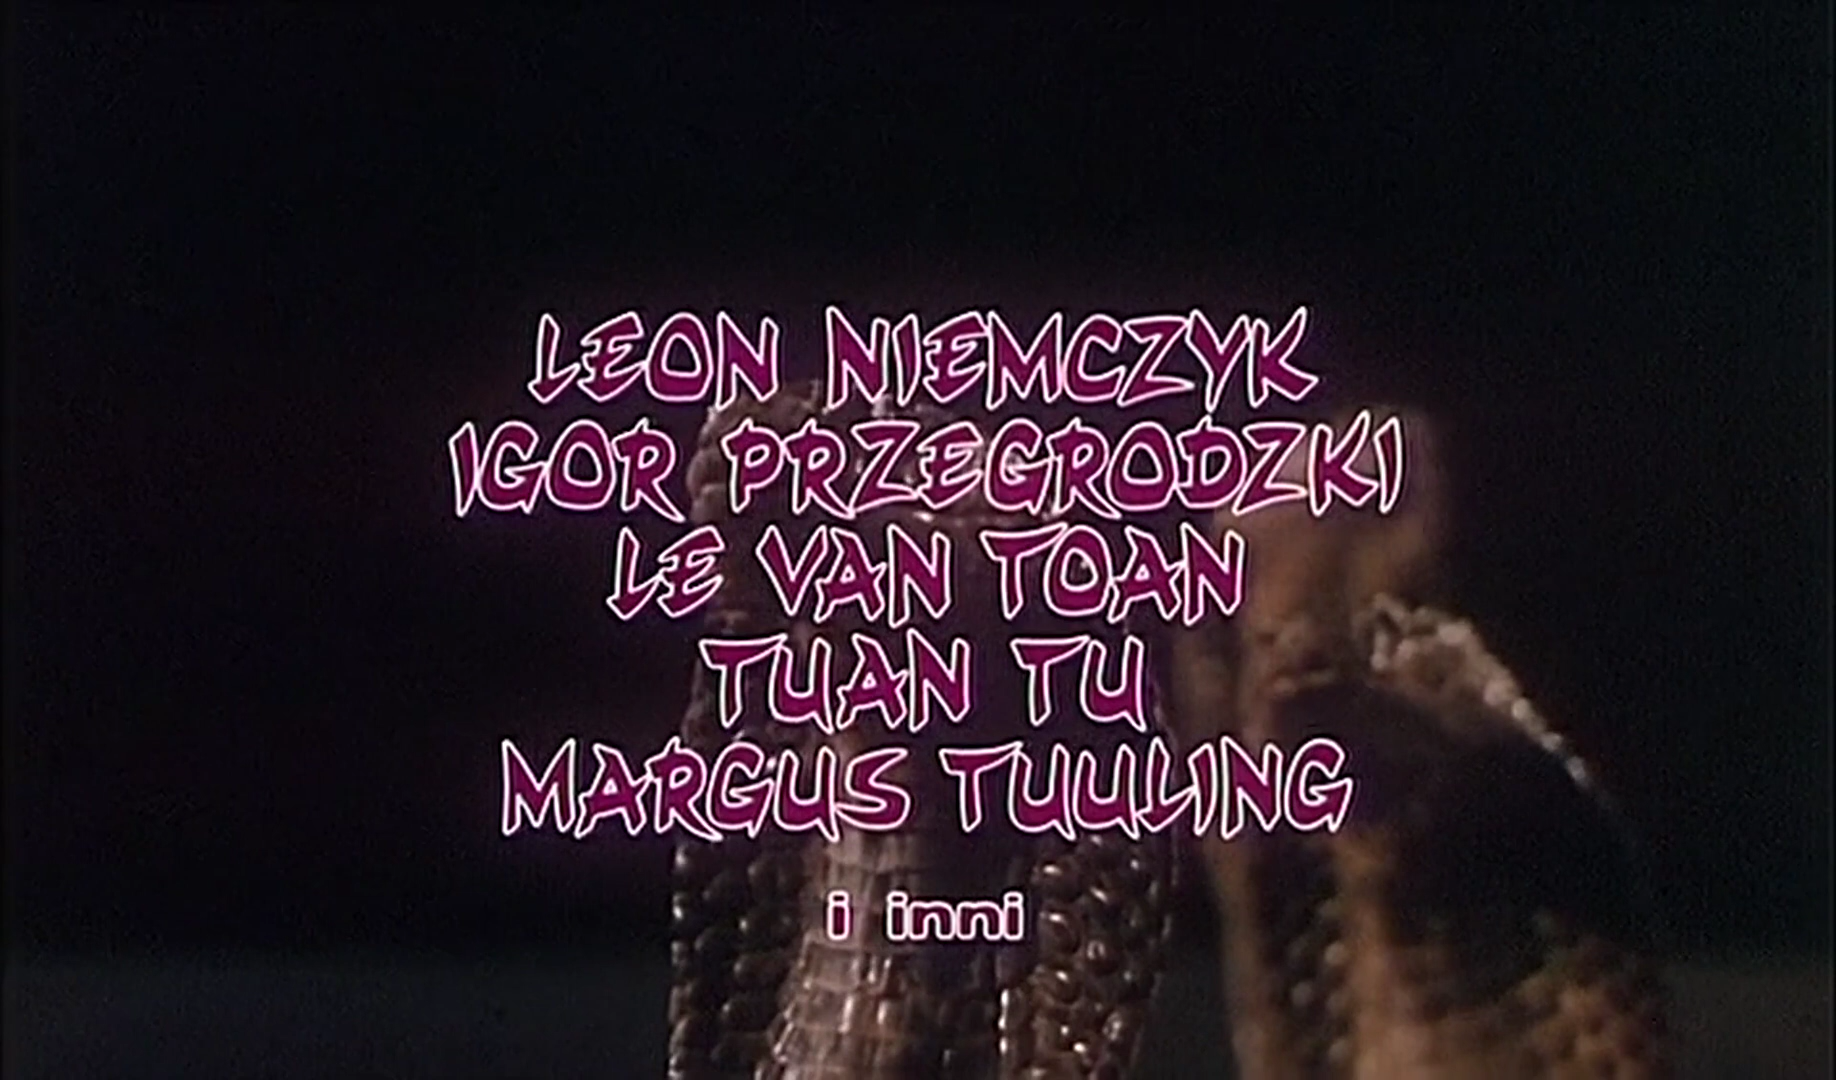 LEON NIEMCZYK
IGOR PRZEGRODZKI
LE VAN TOAN
TUAN TU
MARGUS TUULING
i inni